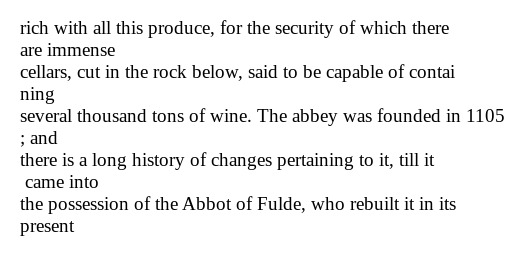 rich with all this produce, for the security of which there
are immense
cellars, cut in the rock below, said to be capable of contai
ning
several thousand tons of wine. The abbey was founded in 1105
; and
there is a long history of changes pertaining to it, till it
came into
the possession of the Abbot of Fulde, who rebuilt it in its
present